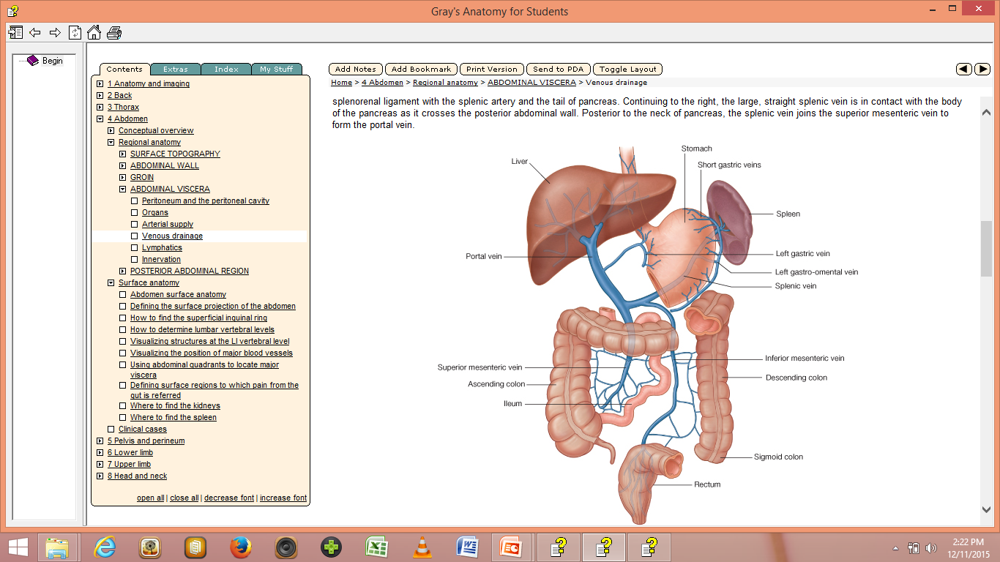 Gray's Anatomy for Students
Begin
Contents
Extras
Index
My Stuff
1 Anatomy and imaging
2 Back
3 Thorax
4 Abdomen
Conceptual overview
Regional anatomy
SURFACE TOPOGRAPHY
ABDOMINAL WALL
GROIN
ABDOMINAL VISCERA
Peritoneum and the peritoneal cavity
Organs
Arterial supply
Venous drainage
Lymphatics
Innervation
POSTERIOR ABDOMINAL REGION
Surface anatomy
Abdomen surface anatomy
Defining the surface projection of the abdomen
How to find the superficial inguinal ring
How to determine lumbar vertebral levels
Visualizing structures at the LI vertebral level
Visualizing the position of major blood vessels
Using abdominal quadrants to locate major
viscera
Defining surface regions to which pain from the
gut is referred
Where to find the kidneys
Where to find the spleen
Clinical cases
5 Pelvis and perineum
6 Lower limb
7 Upper limb
8 Head and neck
open all | close all | decrease font | increase font
Add Notes
Add Bookmark
Print Version
Send to PDA
Toggle Layout
Home > 4 Abdomen > Regional anatomy > ABDOMINAL VISCERA > Venous drainage
splenorenal ligament with the splenic artery and the tail of pancreas. Continuing to the right, the large, straight splenic vein is in contact with the body
of the pancreas as it crosses the posterior abdominal wall. Posterior to the neck of pancreas, the splenic vein joins the superior mesenteric vein to
form the portal vein.
Stomach
Liver
Short gastric veins
Spleen
Portal vein
Left gastric vein
Left gastro-omental vein
Splenic vein
Superior mesenteric vein
Inferior mesenteric vein
Ascending colon
Descending colon
Ileum
Sigmoid colon
Rectum
2:22 PM
12/11/2015